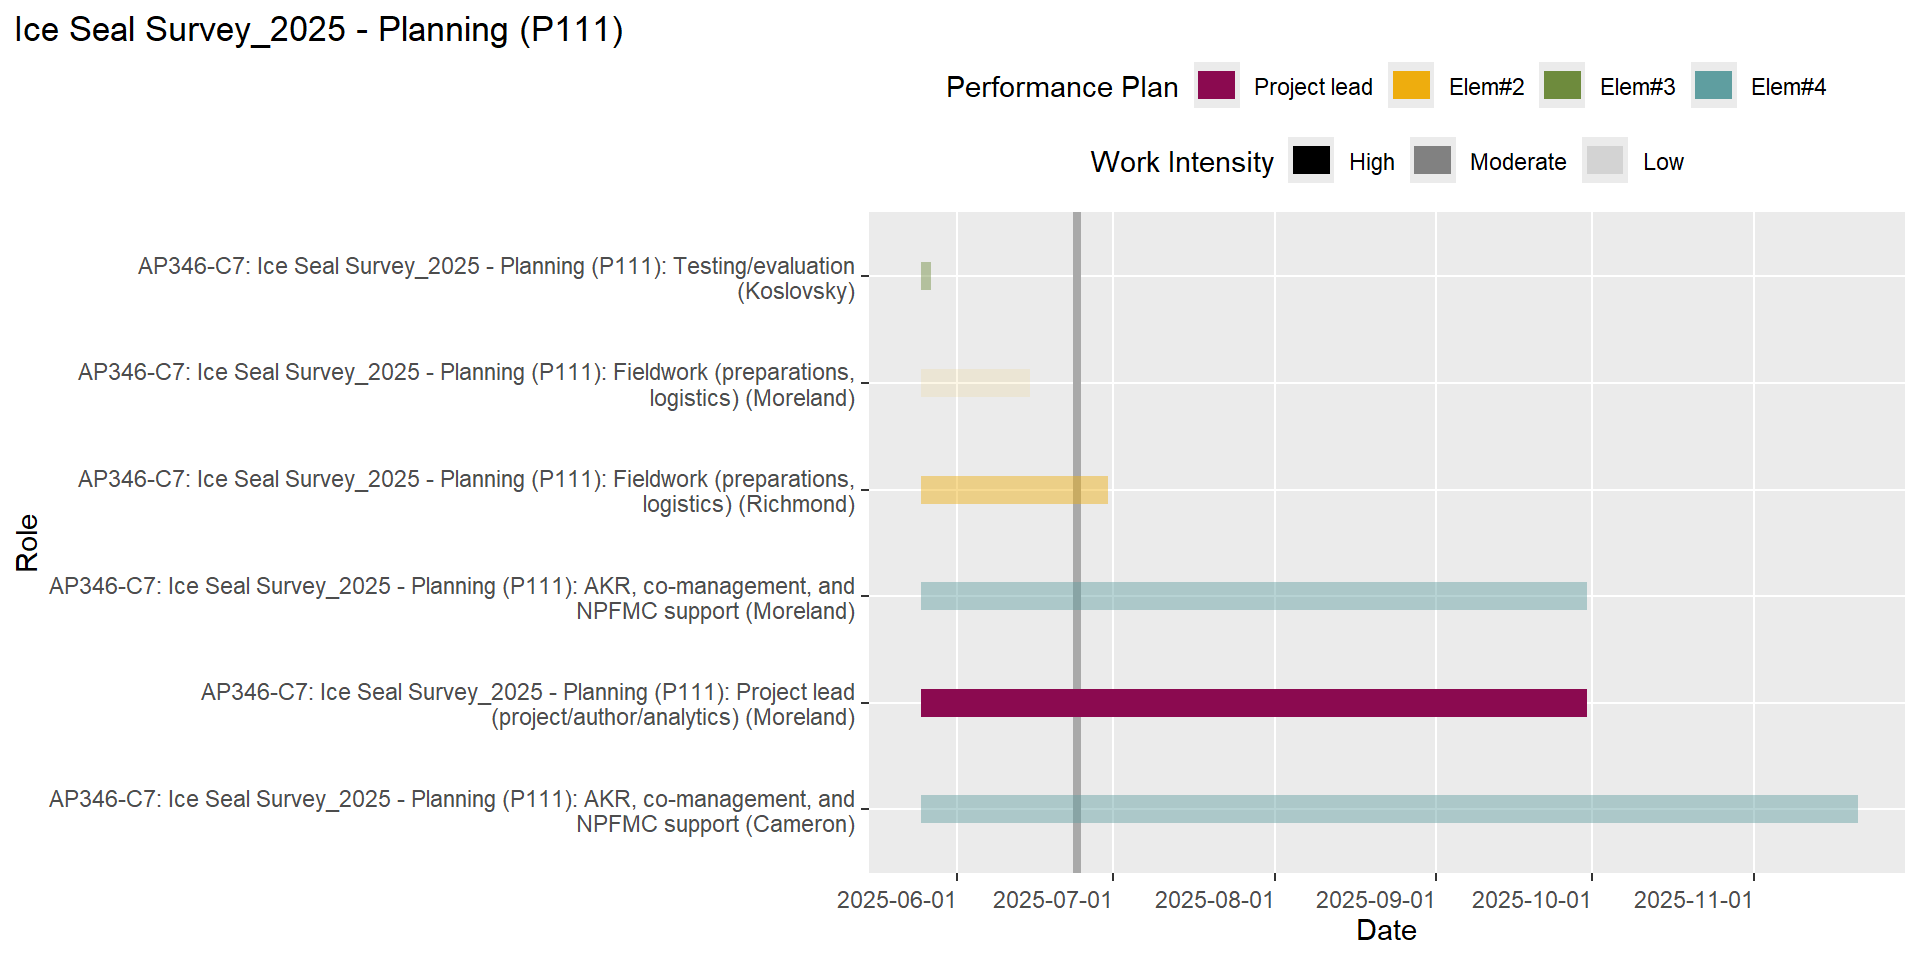 Ice Seal Survey_2025 - Planning (P111)
Performance Plan Project lead Elem#2 Elem#3 Elem#4
Work Intensity High Moderate Low
AP346-C7: Ice Seal Survey_2025 - Planning (P111): Testing/evaluation
(Koslovsky)
AP346-C7: Ice Seal Survey_2025 - Planning (P111): Fieldwork (preparations,
logistics) (Moreland)
AP346-C7: Ice Seal Survey_2025 - Planning (P111): Fieldwork (preparations,
logistics) (Richmond)
AP346-C7: Ice Seal Survey_2025 - Planning (P111): AKR, co-management, and
NPFMC support (Moreland)
AP346-C7: Ice Seal Survey_2025 - Planning (P111): Project lead
(project/author/analytics) (Moreland)
AP346-C7: Ice Seal Survey_2025 - Planning (P111): AKR, co-management, and
NPFMC support (Cameron)
Role
2025-06-01 2025-07-01 2025-08-01 2025-09-01 2025-10-01 2025-11-01
Date